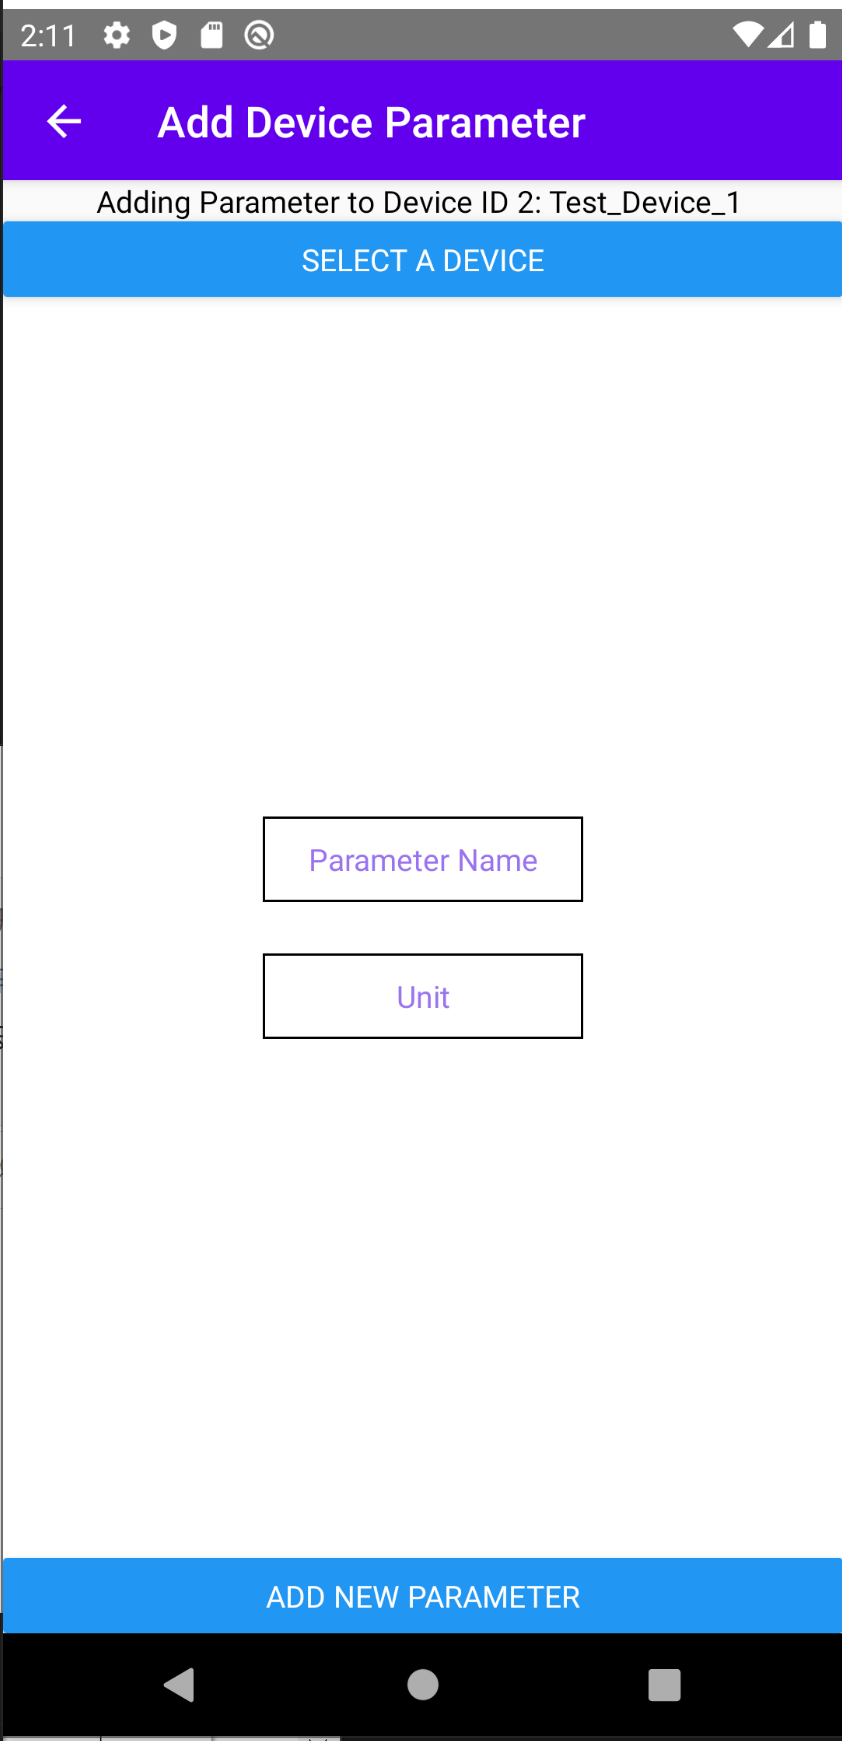 2:11
Add Device Parameter
Adding Parameter to Device ID 2: Test_Device_1
SELECT A DEVICE
Parameter Name
Unit
ADD NEW PARAMETER